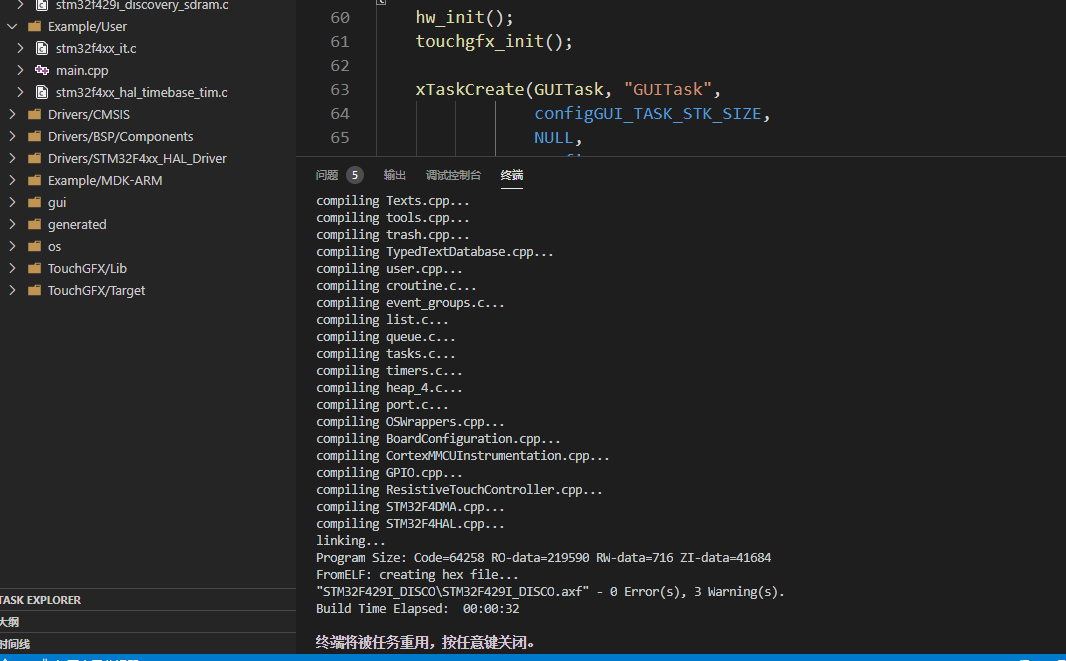 stm32f429i_discovery_sdram.c
Example/User
stm32f4xx_it.c
main.cpp
stm32f4xx_hal_timebase_tim.c
Drivers/CMSIS
Drivers/BSP/Components
Drivers/STM32F4xx_HAL_Driver
Example/MDK-ARM
gui
generated
os
TouchGFX/Lib
TouchGFX/Target
TASK EXPLORER
大纲
时间线
60 hw_init();
61 touchgfx_init();
62
63 xTaskCreate(GUITask, "GUITask",
64 configGUI_TASK_STK_SIZE,
65 NULL,
问题 5 输出 调试控制台 终端
compiling Texts.cpp...
compiling tools.cpp...
compiling trash.cpp...
compiling TypedTextDatabase.cpp...
compiling user.cpp...
compiling croutine.c...
compiling event_groups.c...
compiling list.c...
compiling queue.c...
compiling tasks.c...
compiling timers.c...
compiling heap_4.c...
compiling port.c...
compiling OSWrappers.cpp...
compiling BoardConfiguration.cpp...
compiling CortexMMCUInstrumentation.cpp...
compiling GPIO.cpp...
compiling ResistiveTouchController.cpp...
compiling STM32F4DMA.cpp...
compiling STM32F4HAL.cpp...
linking...
Program Size: Code=64258 RO-data=219590 RW-data=716 ZI-data=41684
FromELF: creating hex file...
"STM32F429I_DISCO\STM32F429I_DISCO.axf" - 0 Error(s), 3 Warning(s).
Build Time Elapsed:  00:00:32
终端将被任务重用，按任意键关闭。